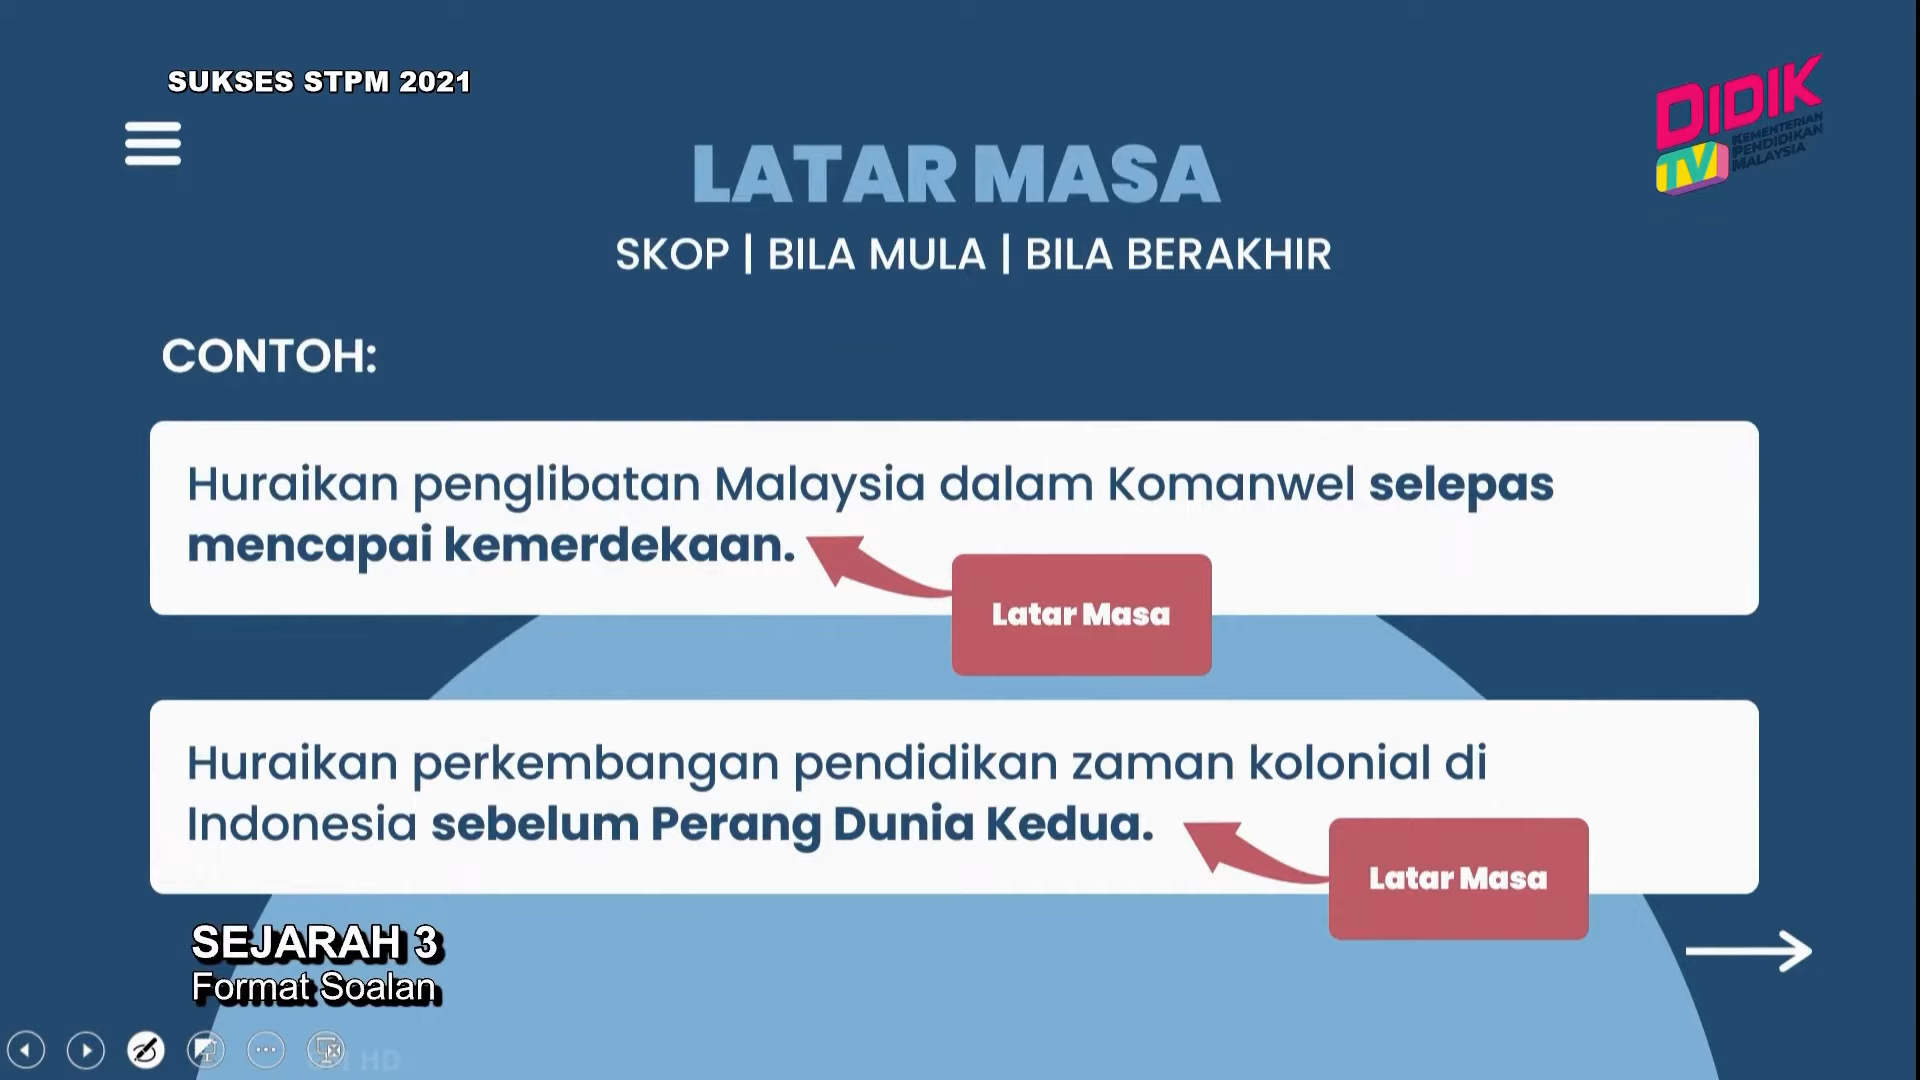 SUKSES STPM 2021
DIDIK
TV
KEMENTERIAN
PENDIDIKAN
MALAYSIA
LATAR MASA
SKOP | BILA MULA | BILA BERAKHIR
CONTOH:
Huraikan penglibatan Malaysia dalam Komanwel selepas
mencapai kemerdekaan.
Latar Masa
Huraikan perkembangan pendidikan zaman kolonial di
Indonesia sebelum Perang Dunia Kedua.
Latar Masa
SEJARAH 3
Format Soalan
HD